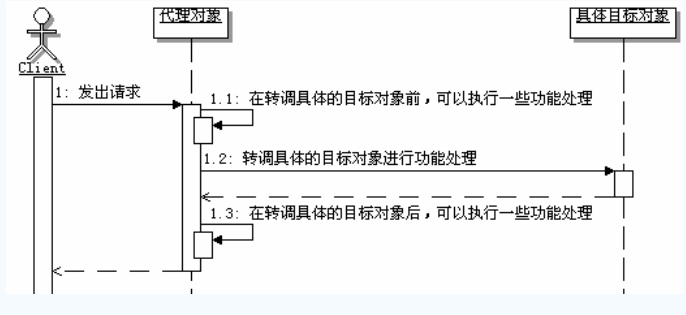 代理对象
具体目标对象
Client
1: 发出请求
1.1: 在转调具体的目标对象前，可以执行一些功能处理
1.2: 转调具体的目标对象进行功能处理
1.3: 在转调具体的目标对象后，可以执行一些功能处理